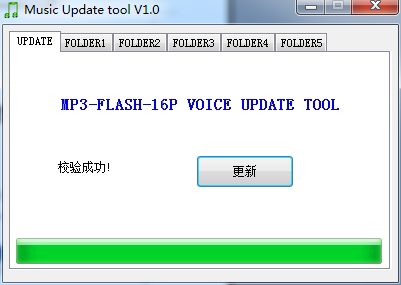 Music Update tool V1.0
UPDATE FOLDER1 FOLDER2 FOLDER3 FOLDER4 FOLDER5
MP3-FLASH-16P VOICE UPDATE TOOL
校验成功! 更新